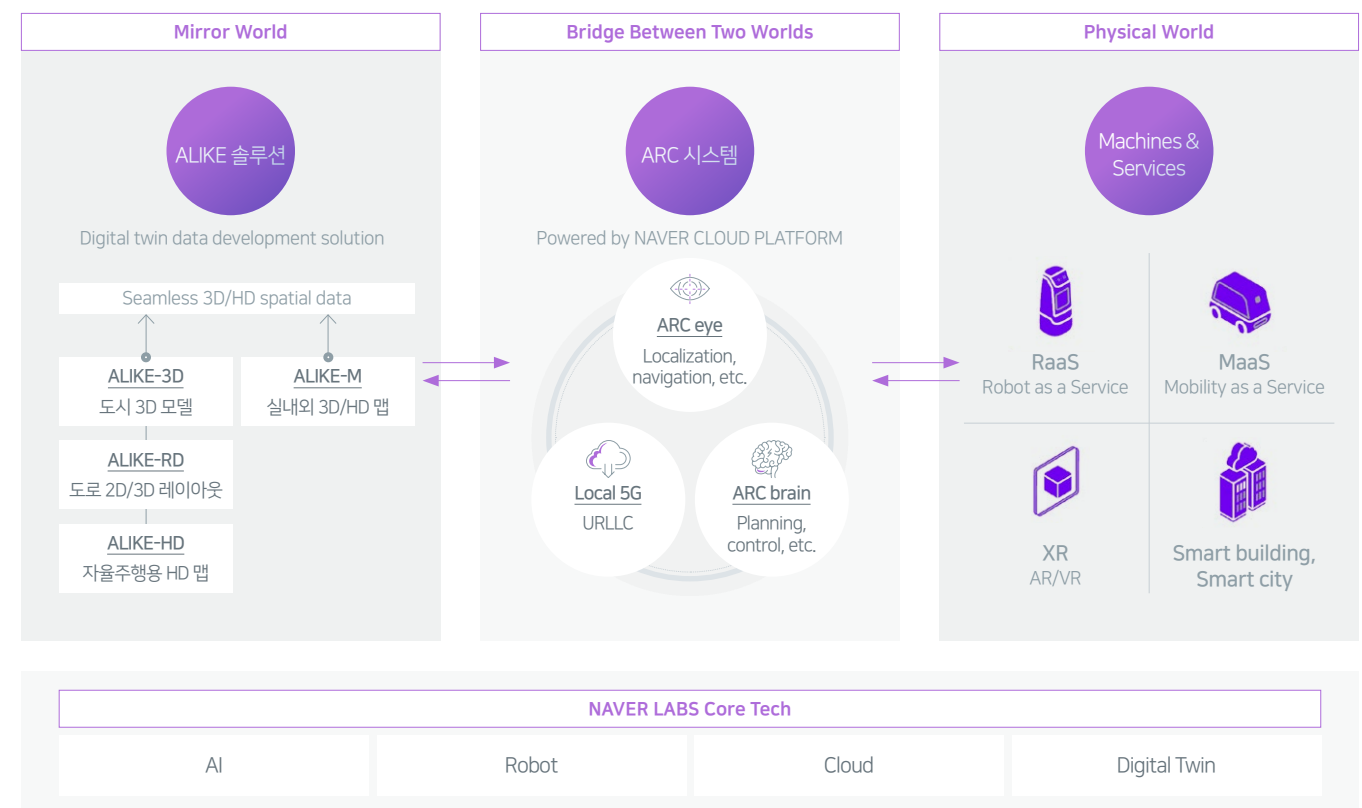 Mirror World
ALIKE 솔루션
Digital twin data development solution
Seamless 3D/HD spatial data
ALIKE-3D
도시 3D 모델
ALIKE-M
실내외 3D/HD 맵
ALIKE-RD
도로 2D/3D 레이아웃
ALIKE-HD
자율주행용 HD 맵
Bridge Between Two Worlds
ARC 시스템
Powered by NAVER CLOUD PLATFORM
ARC eye
Localization,
navigation, etc.
Local 5G
URLLC
ARC brain
Planning,
control, etc.
Physical World
Machines &
Services
RaaS
Robot as a Service
MaaS
Mobility as a Service
XR
AR/VR
Smart building,
Smart city
NAVER LABS Core Tech
AI
Robot
Cloud
Digital Twin